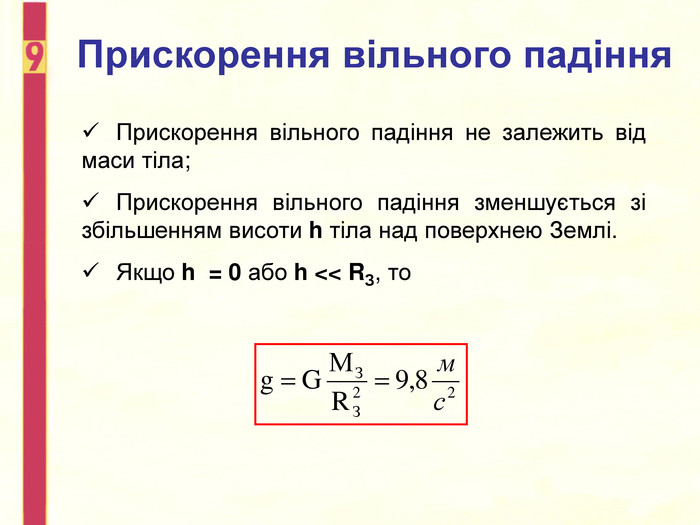 9
Прискорення вільного падіння
✓ Прискорення вільного падіння не залежить від
маси тіла;
✓ Прискорення вільного падіння зменшується зі
збільшенням висоти h тіла над поверхнею Землі.
✓ Якщо h = 0 або h << R₃, то
g = G M₃ / R₃² = 9,8 м/с²